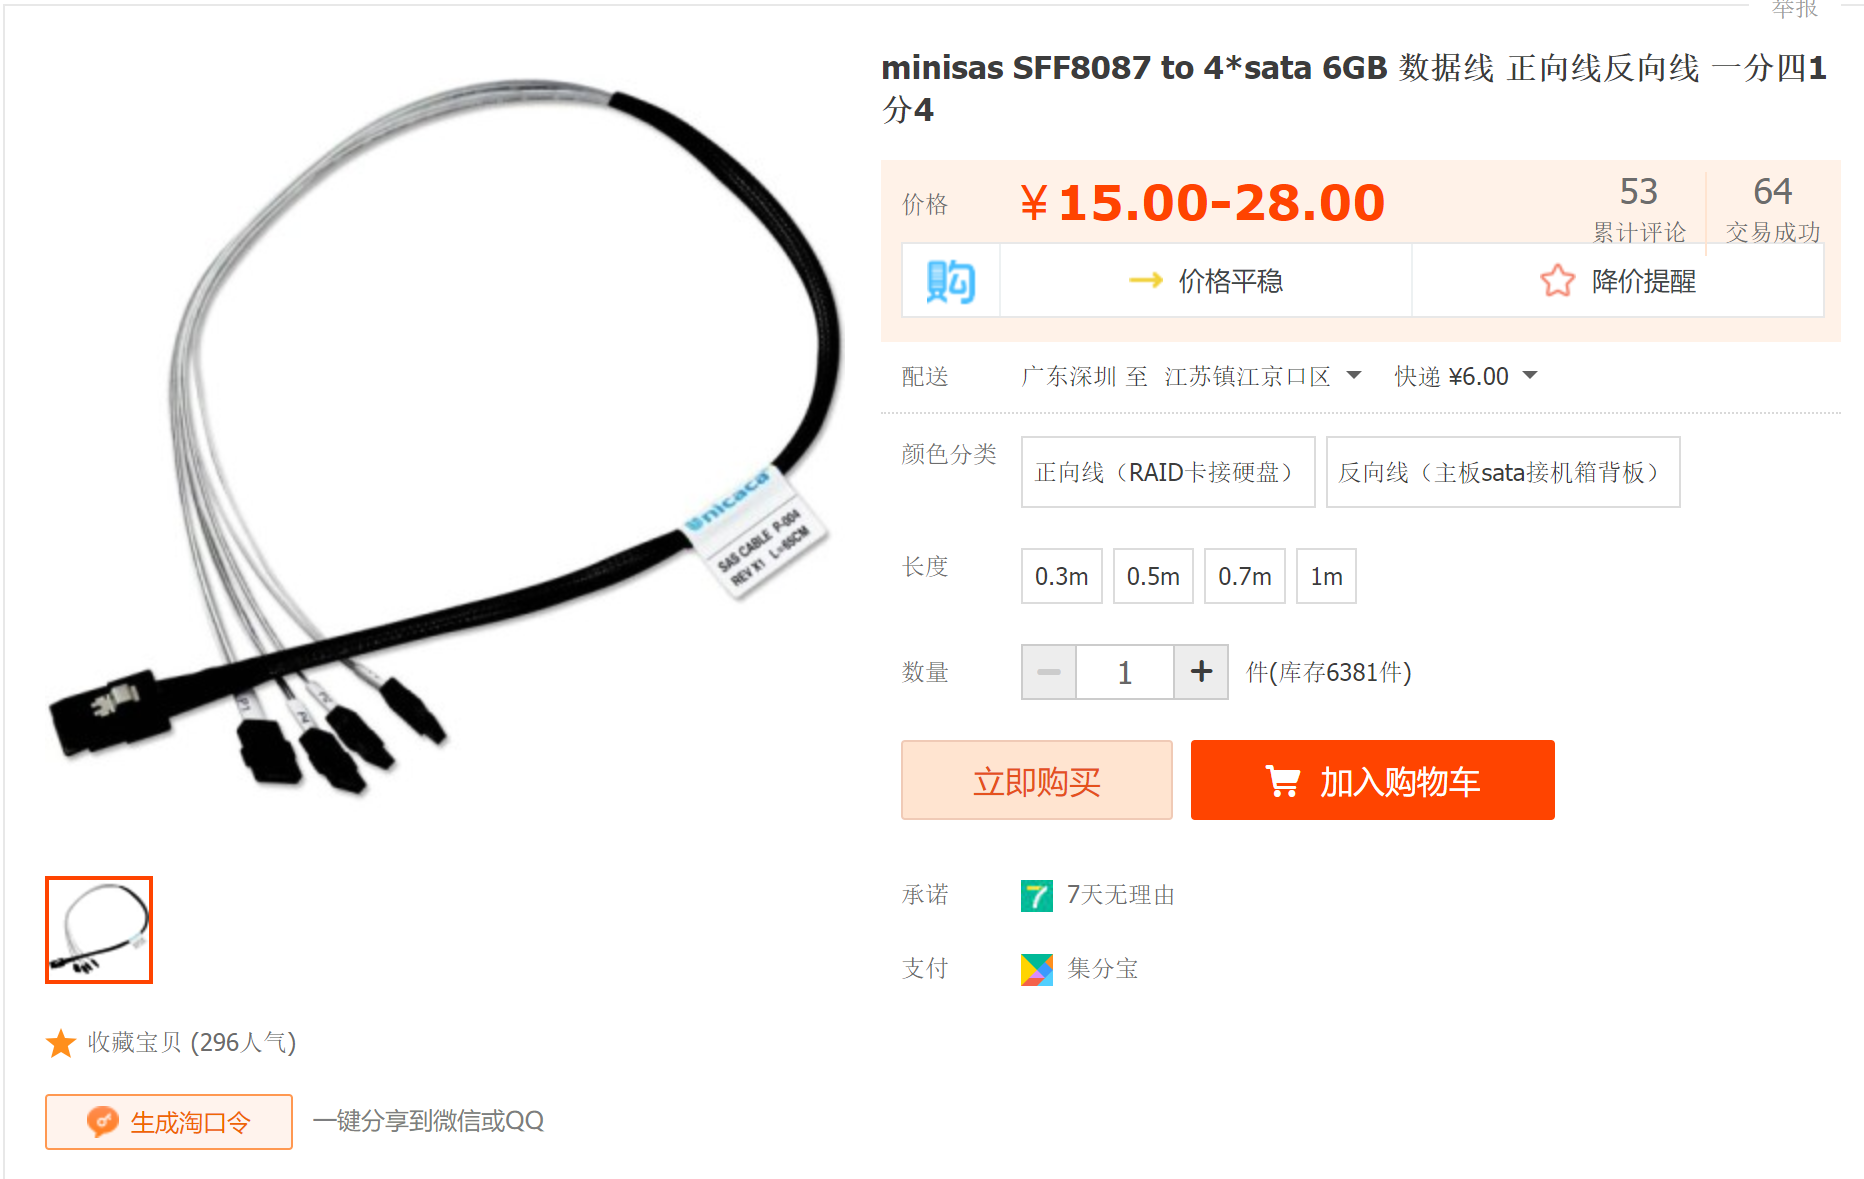 举报
minisas SFF8087 to 4*sata 6GB 数据线 正向线反向线 一分四1
分4
价格
¥15.00-28.00
53
累计评论
64
交易成功
购
价格平稳
降价提醒
配送
广东深圳 至 江苏镇江京口区
快递 ¥6.00
颜色分类
正向线（RAID卡接硬盘）
反向线（主板sata接机箱背板）
长度
0.3m
0.5m
0.7m
1m
数量
1
件(库存6381件)
立即购买
加入购物车
承诺
7
7天无理由
支付
集分宝
Unicaca
SAS CABLE P-004
REV X1 L=65CM
P1
P4
P2
收藏宝贝 (296人气)
生成淘口令
一键分享到微信或QQ